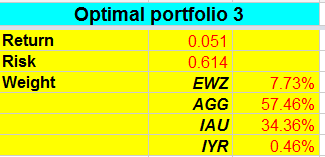 Optimal portfolio 3
Return 0.051
Risk 0.614
Weight EWZ 7.73%
AGG 57.46%
IAU 34.36%
IYR 0.46%